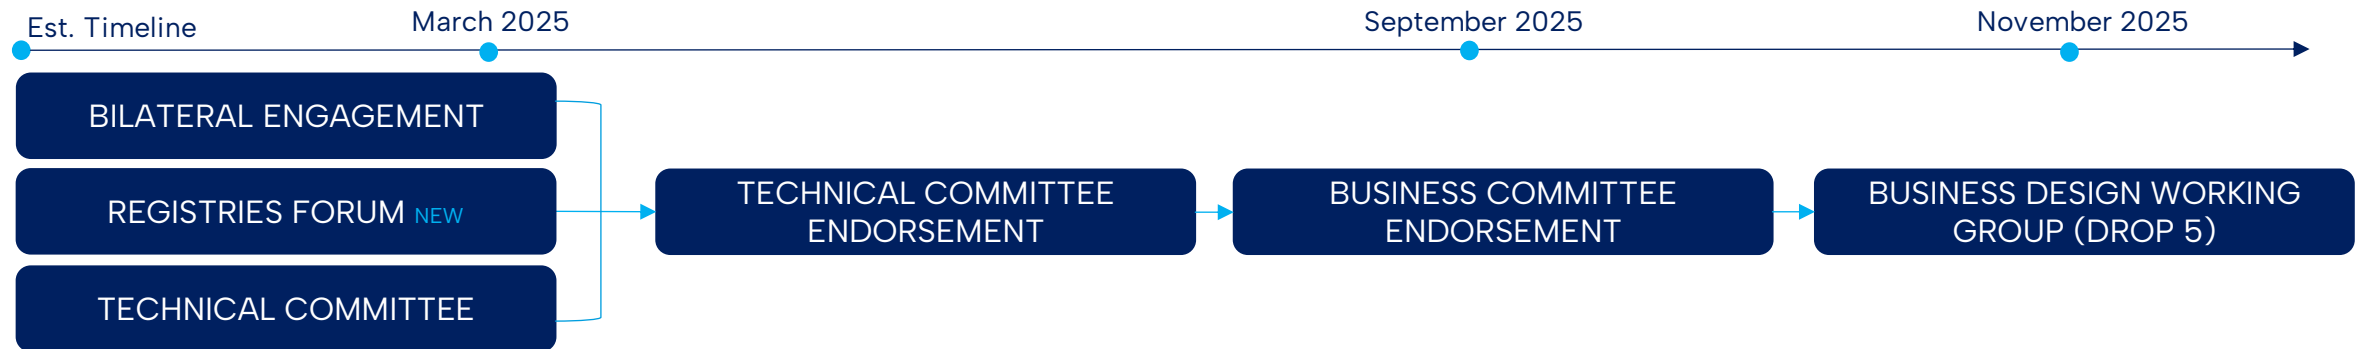 Est. Timeline
March 2025
September 2025
November 2025
BILATERAL ENGAGEMENT
REGISTRIES FORUM NEW
TECHNICAL COMMITTEE
TECHNICAL COMMITTEE
ENDORSEMENT
BUSINESS COMMITTEE
ENDORSEMENT
BUSINESS DESIGN WORKING
GROUP (DROP 5)